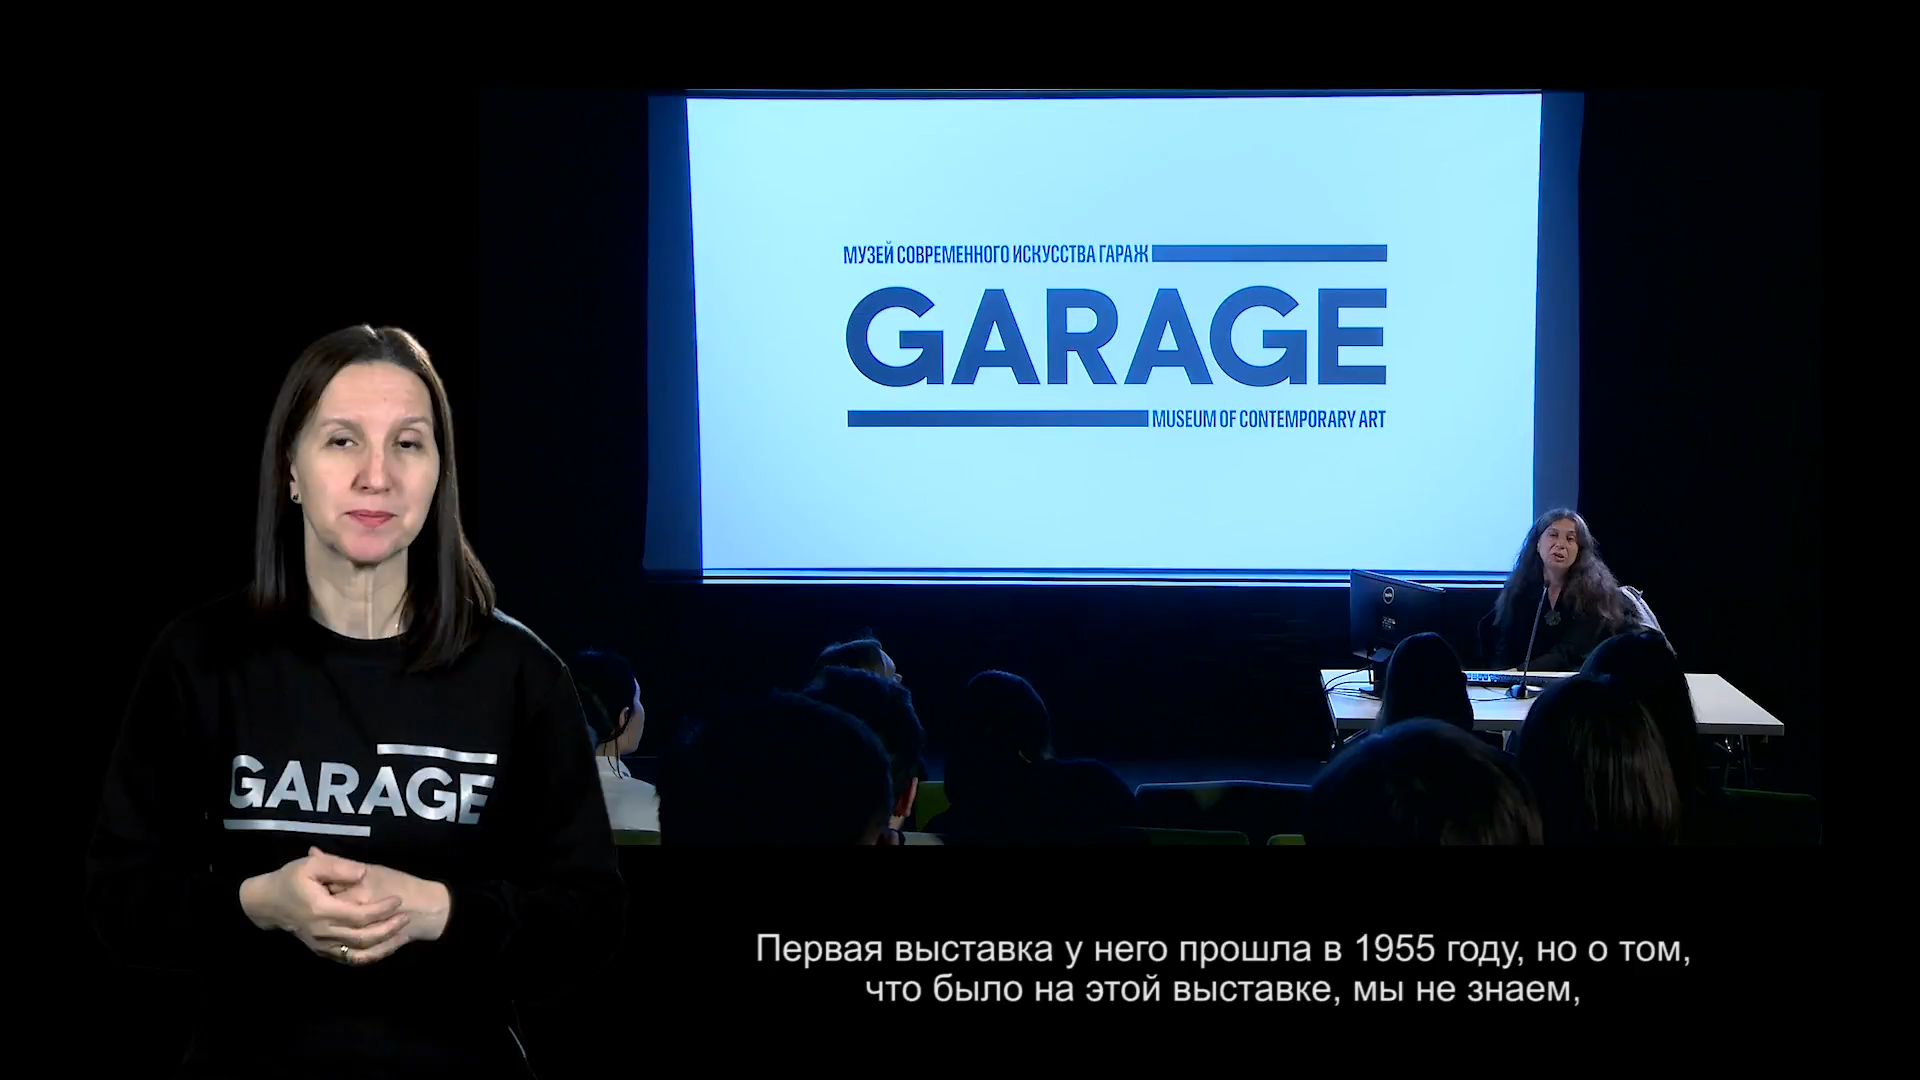 МУЗЕЙ СОВРЕМЕННОГО ИСКУССТВА ГАРАЖ
GARAGE
MUSEUM OF CONTEMPORARY ART
GARAGE
Первая выставка у него прошла в 1955 году, но о том,
что было на этой выставке, мы не знаем,